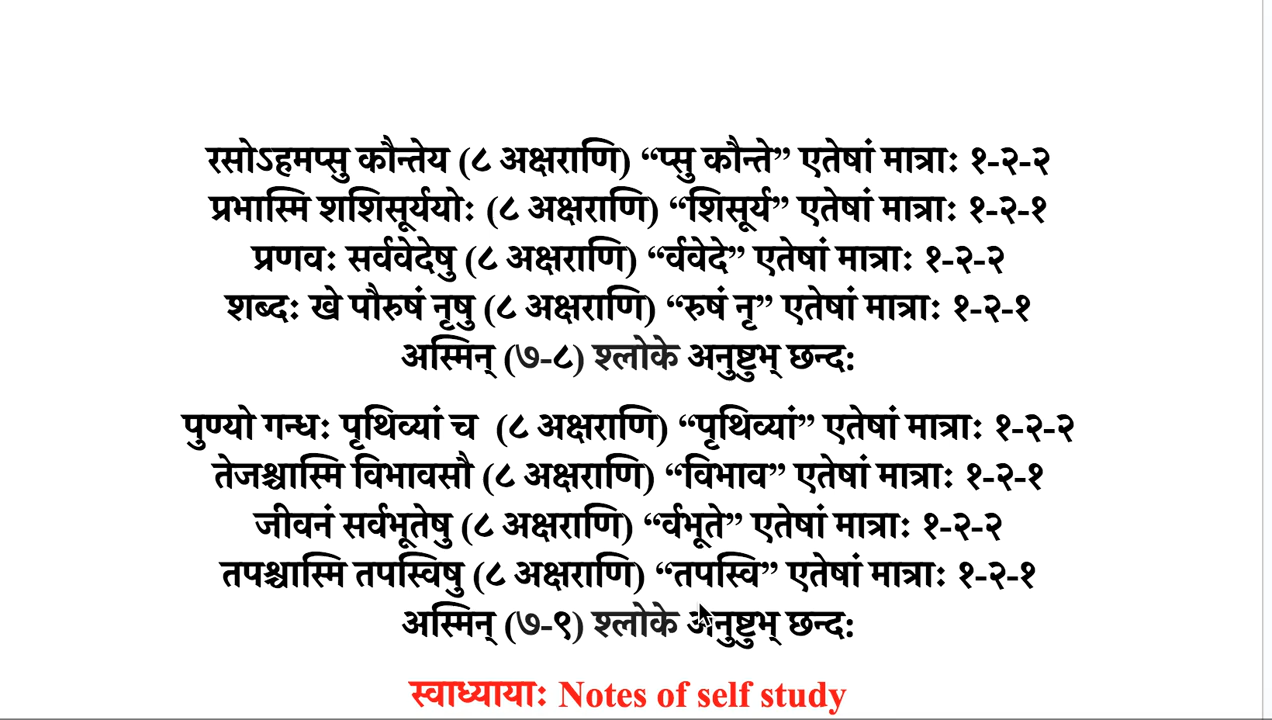 रसोऽहमप्सु कौन्तेय (८ अक्षराणि) “प्सु कौन्ते” एतेषां मात्राः १-२-२
प्रभास्मि शशिसूर्ययोः (८ अक्षराणि) “शिसूर्य” एतेषां मात्राः १-२-१
प्रणवः सर्ववेदेषु (८ अक्षराणि) “र्ववेदे” एतेषां मात्राः १-२-२
शब्दः खे पौरुषं नृषु (८ अक्षराणि) “रुषं नृ” एतेषां मात्राः १-२-१
अस्मिन् (७-८) श्लोके अनुष्टुभ् छन्द:
पुण्यो गन्धः पृथिव्यां च (८ अक्षराणि) “पृथिव्यां” एतेषां मात्राः १-२-२
तेजश्चास्मि विभावसौ (८ अक्षराणि) “विभाव” एतेषां मात्राः १-२-१
जीवनं सर्वभूतेषु (८ अक्षराणि) “र्वभूते” एतेषां मात्राः १-२-२
तपश्चास्मि तपस्विषु (८ अक्षराणि) “तपस्वि” एतेषां मात्राः १-२-१
अस्मिन् (७-९) श्लोके अनुष्टुभ् छन्द:
स्वाध्यायाः Notes of self study